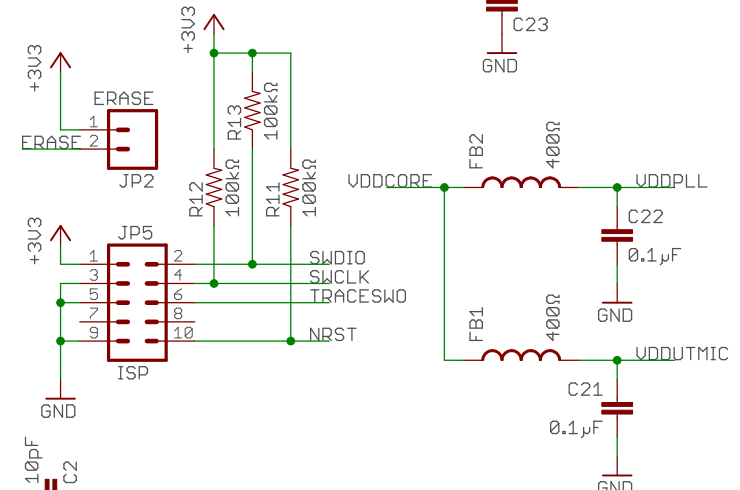 +3V3
C23
GND
+3V3
ERASE
1
2
ERASE
JP2
R13
100kΩ
R12
100kΩ
R11
100kΩ
+3V3
JP5
1
2
3
4
5
6
7
8
9
10
ISP
SWDIO
SWCLK
TRACESWO
NRST
GND
10pF
C2
FB2
400Ω
VDDCORE
VDDPLL
C22
0.1µF
GND
FB1
400Ω
VDDUTMIC
C21
0.1µF
GND